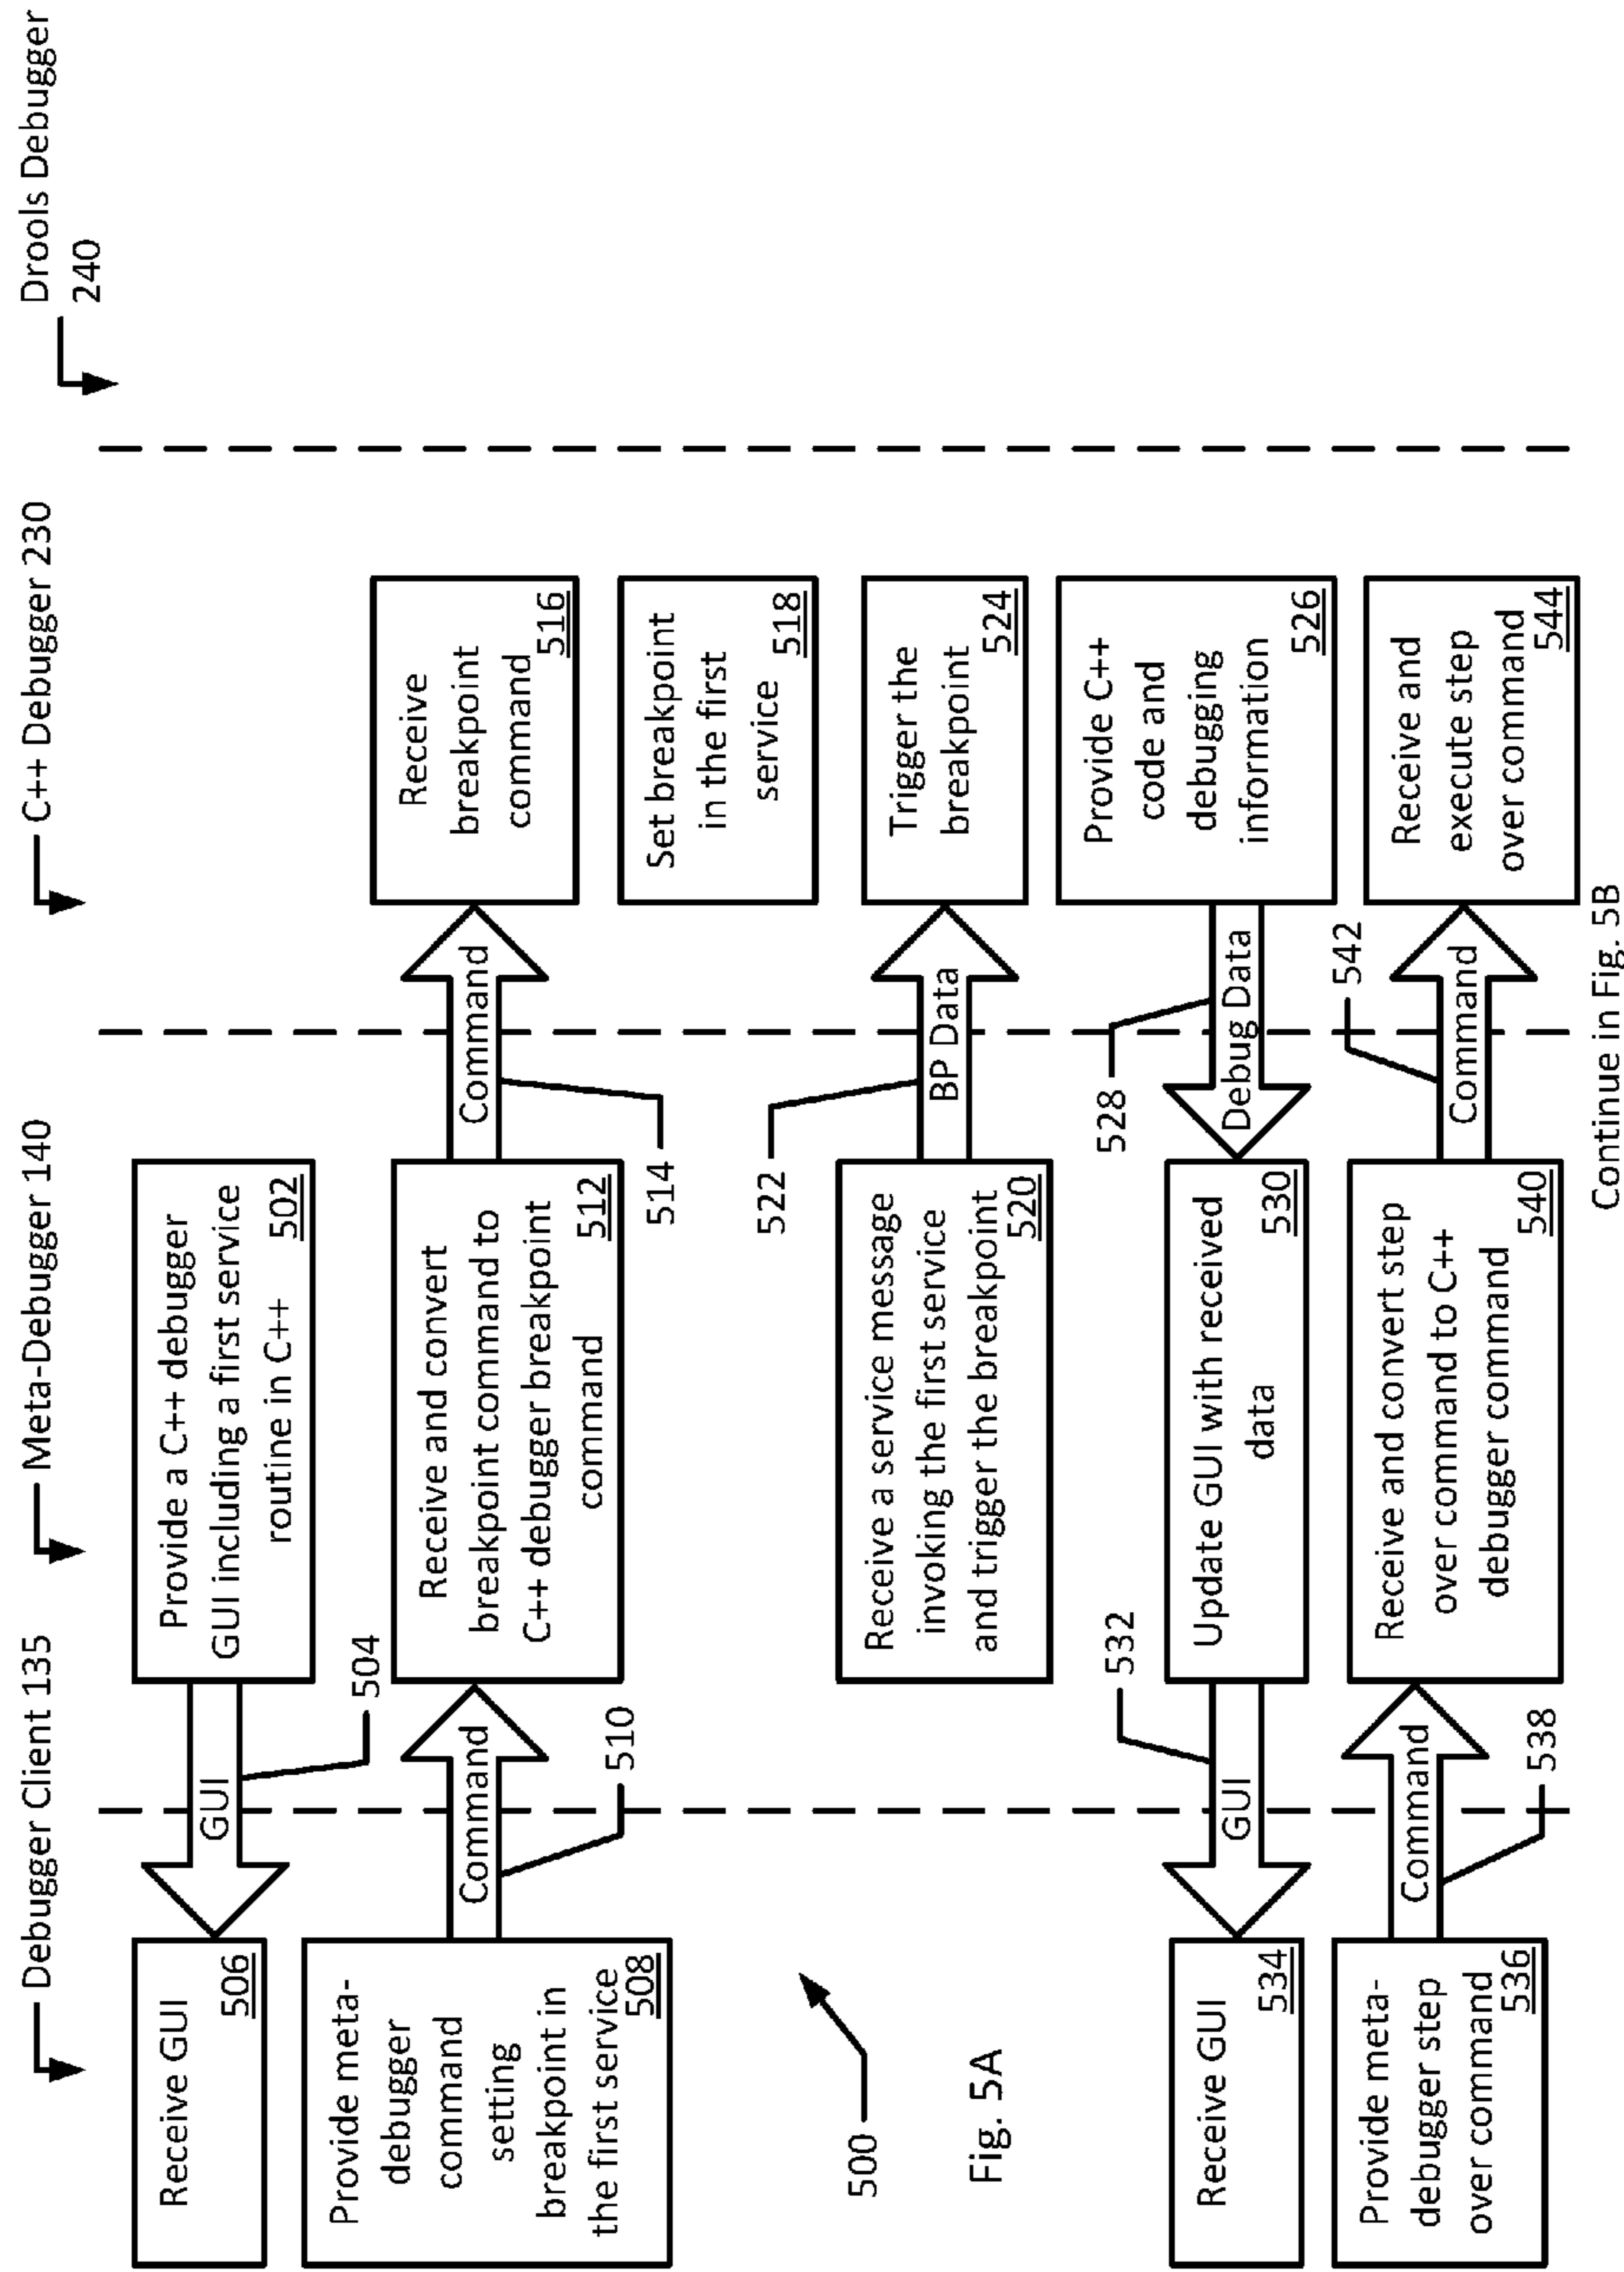 Debugger Client 135
Meta-Debugger 140
C++ Debugger 230
Drools Debugger
240
Provide a C++ debugger
GUI including a first service
routine in C++
502
GUI
504
Receive GUI
506
Provide meta-
debugger
command
setting
breakpoint in
the first service
508
Command
510
Receive and convert
breakpoint command to
C++ debugger breakpoint
command
512
Command
514
Receive
breakpoint
command
516
Set breakpoint
in the first
service
518
Receive a service message
invoking the first service
and trigger the breakpoint
520
522
BP Data
Trigger the
breakpoint
524
Provide C++
code and
debugging
information
526
528
Debug Data
Update GUI with received
data
530
532
GUI
Receive GUI
534
Provide meta-
debugger step
over command
536
Command
538
Receive and convert step
over command to C++
debugger command
540
542
Command
Receive and
execute step
over command
544
500
Fig. 5A
Continue in Fig. 5B